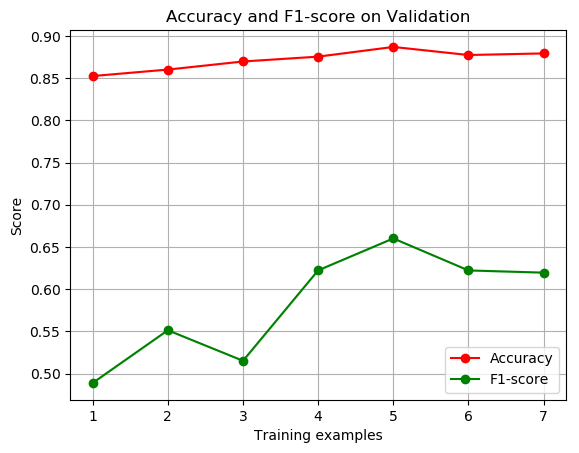 Accuracy and F1-score on Validation
0.90
0.85
0.80
0.75
0.70
0.65
0.60
0.55
0.50
Score
Accuracy
F1-score
1 2 3 4 5 6 7
Training examples